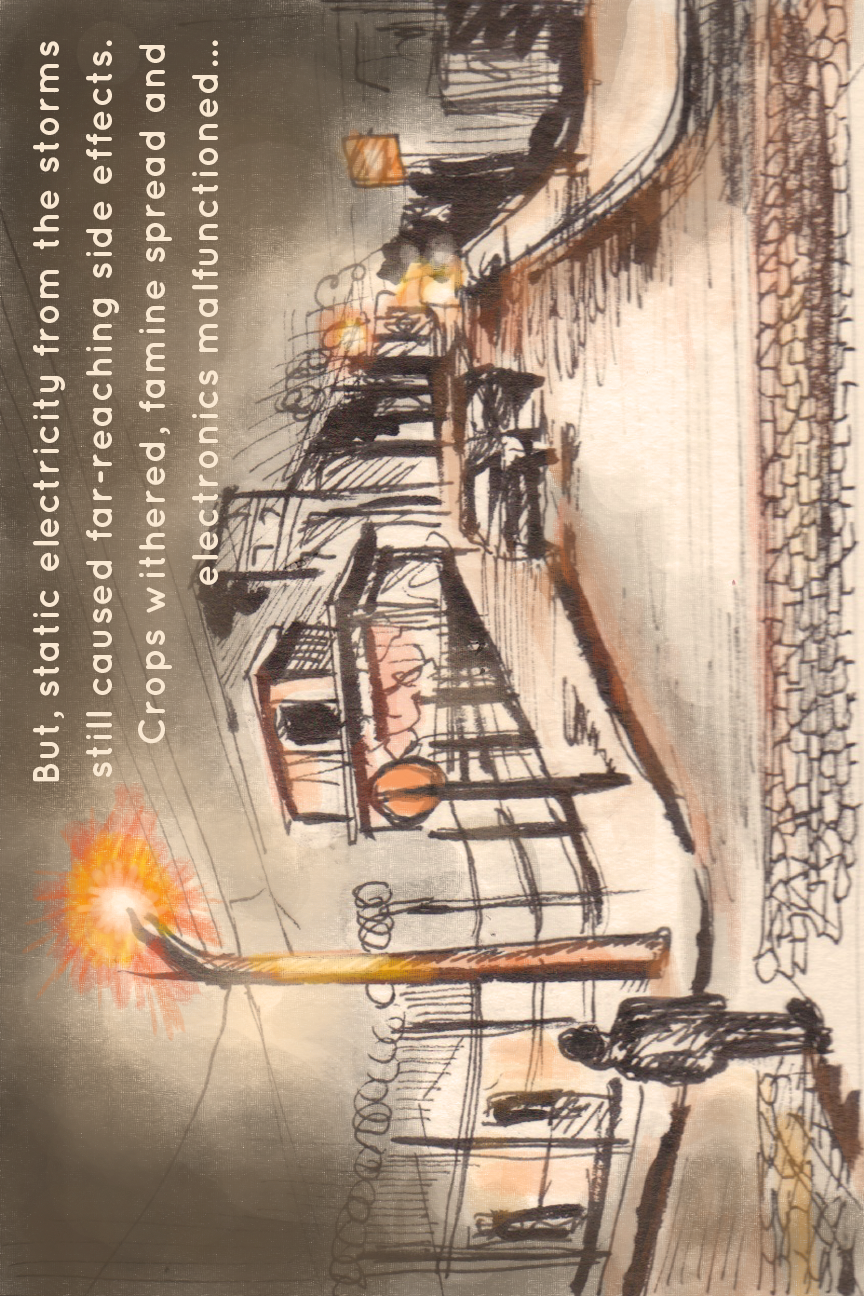 But, static electricity from the storms
still caused far-reaching side effects.
Crops withered, famine spread and
electronics malfunctioned...